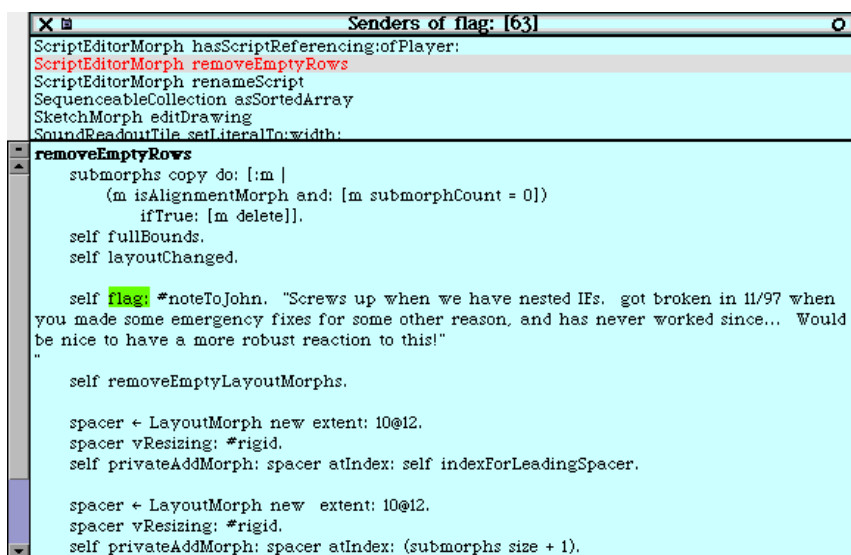 Senders of flag: [63]
ScriptEditorMorph hasScriptReferencing:ofPlayer:
ScriptEditorMorph removeEmptyRows
ScriptEditorMorph renameScript
SequenceableCollection asSortedArray
SketchMorph editDrawing
SoundReadoutTile setLiteralTo:width:
removeEmptyRows
submorphs copy do: [:m |
(m isAlignmentMorph and: [m submorphCount = 0])
ifTrue: [m delete]].
self fullBounds.
self layoutChanged.
self flag: #noteToJohn. "Screws up when we have nested IFs. got broken in 11/97 when
you made some emergency fixes for some other reason, and has never worked since... Would
be nice to have a more robust reaction to this!"
"
self removeEmptyLayoutMorphs.
spacer ← LayoutMorph new extent: 10@12.
spacer vResizing: #rigid.
self privateAddMorph: spacer atIndex: self indexForLeadingSpacer.
spacer ← LayoutMorph new extent: 10@12.
spacer vResizing: #rigid.
self privateAddMorph: spacer atIndex: (submorphs size + 1).